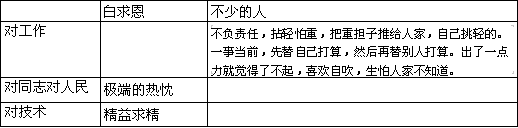 白求恩 不少的人
对工作 不负责任，拈轻怕重，把重担子推给人家，自己挑轻的。
一事当前，先替自己打算，然后再替别人打算。出了一点
力就觉得了不起，喜欢自吹，生怕人家不知道。
对同志对人民 极端的热忱
对技术 精益求精